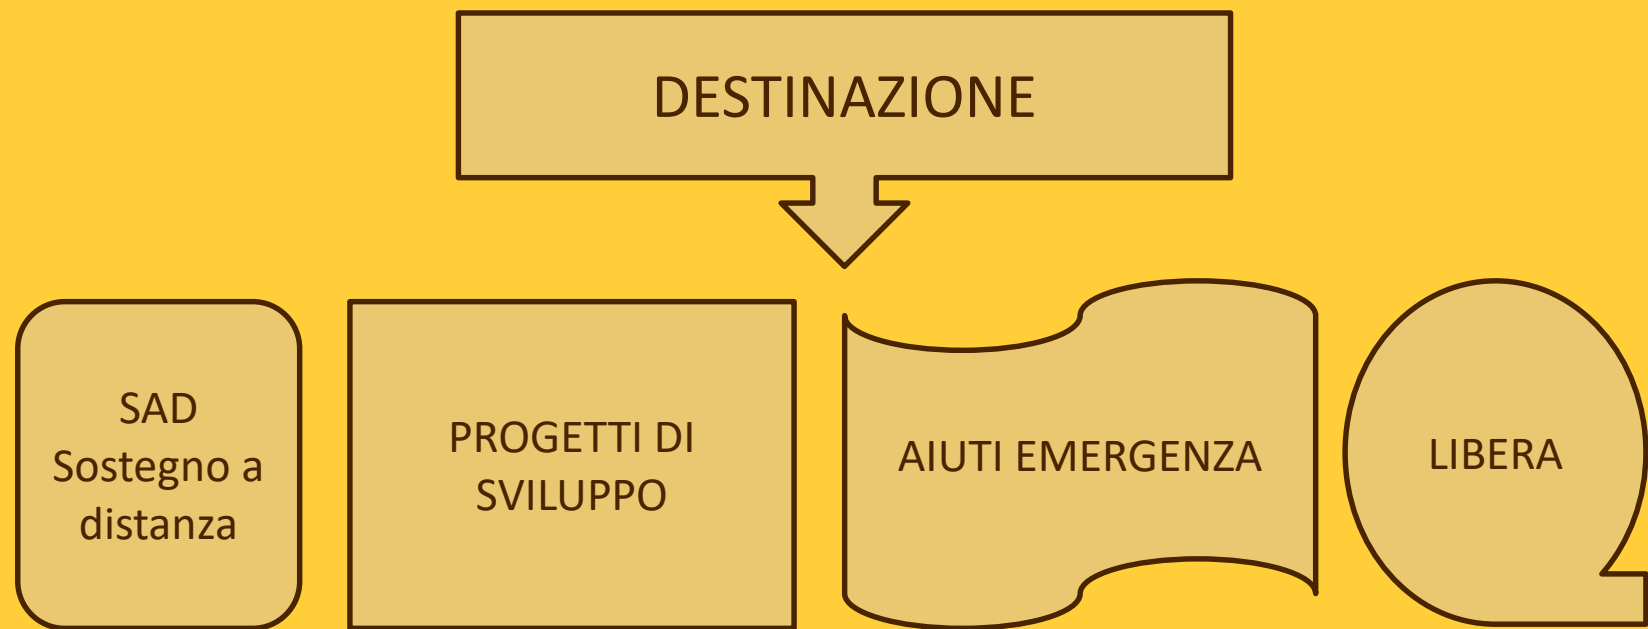 DESTINAZIONE
SAD
Sostegno a
distanza
PROGETTI DI
SVILUPPO
AIUTI EMERGENZA
LIBERA